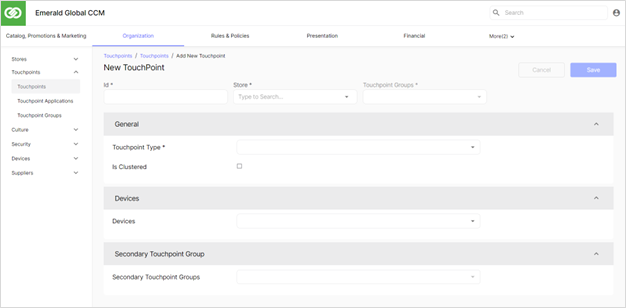 Emerald Global CCM
Search
Catalog, Promotions & Marketing Organization Rules & Policies Presentation Financial More(2)
Stores
Touchpoints
Touchpoints
Touchpoint Applications
Touchpoint Groups
Culture
Security
Devices
Suppliers
Touchpoints / Touchpoints / Add New Touchpoint
New TouchPoint
Cancel Save
Id * Store * Touchpoint Groups *
Type to Search...
General
Touchpoint Type *
Is Clustered
Devices
Devices
Secondary Touchpoint Group
Secondary Touchpoint Groups